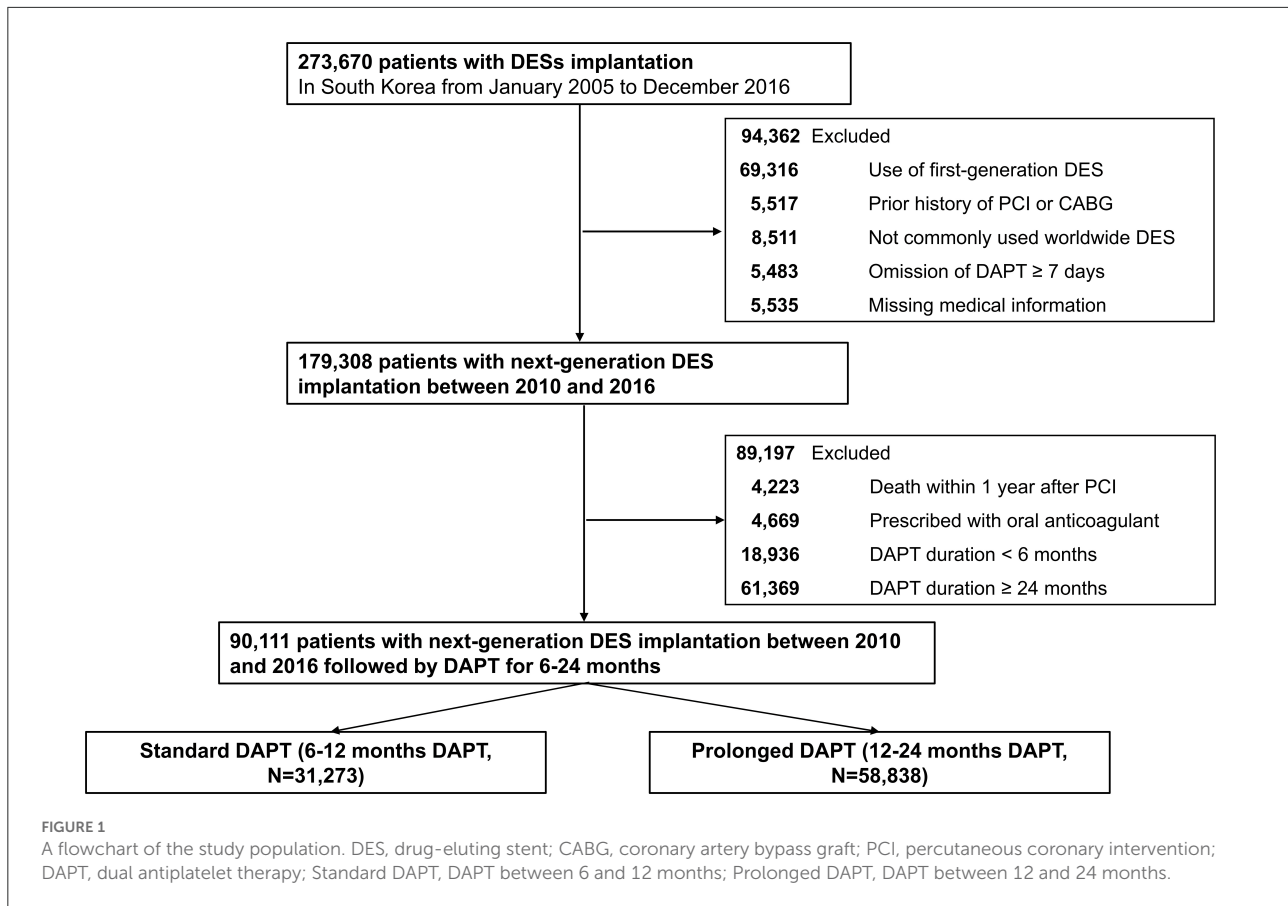 273,670 patients with DESs implantation
In South Korea from January 2005 to December 2016
94,362 Excluded
69,316 Use of first-generation DES
5,517 Prior history of PCI or CABG
8,511 Not commonly used worldwide DES
5,483 Omission of DAPT ≥ 7 days
5,535 Missing medical information
179,308 patients with next-generation DES
implantation between 2010 and 2016
89,197 Excluded
4,223 Death within 1 year after PCI
4,669 Prescribed with oral anticoagulant
18,936 DAPT duration < 6 months
61,369 DAPT duration ≥ 24 months
90,111 patients with next-generation DES implantation between 2010
and 2016 followed by DAPT for 6-24 months
Standard DAPT (6-12 months DAPT,
N=31,273)
Prolonged DAPT (12-24 months DAPT,
N=58,838)
FIGURE 1
A flowchart of the study population. DES, drug-eluting stent; CABG, coronary artery bypass graft; PCI, percutaneous coronary intervention;
DAPT, dual antiplatelet therapy; Standard DAPT, DAPT between 6 and 12 months; Prolonged DAPT, DAPT between 12 and 24 months.